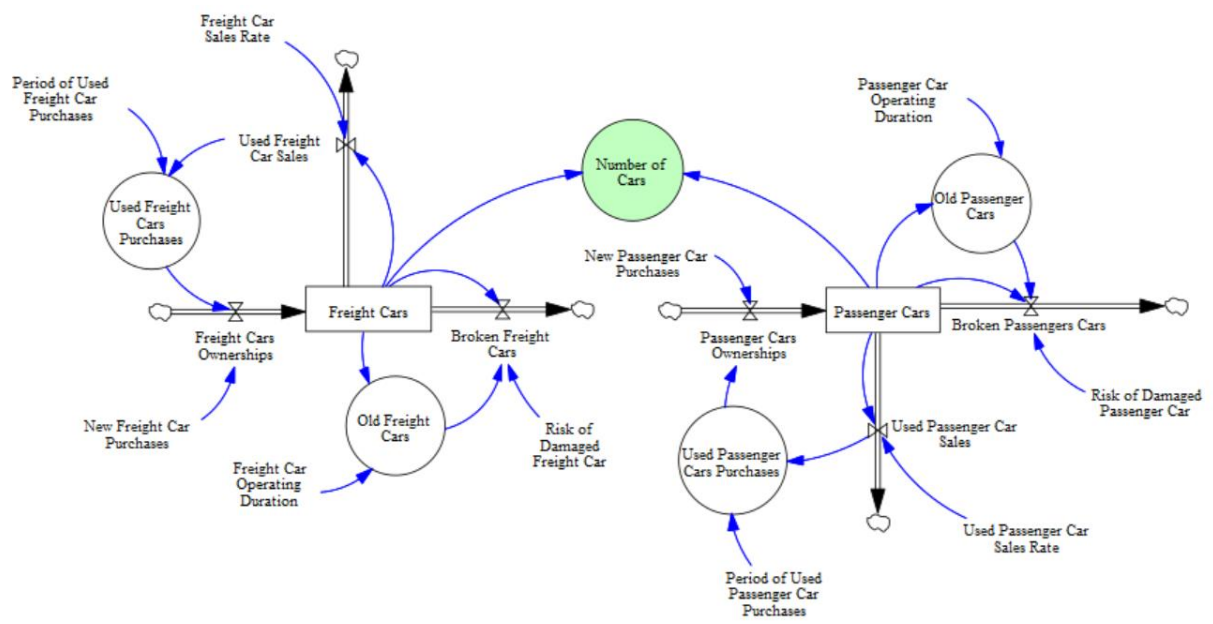 Freight Car
Sales Rate
Period of Used
Freight Car
Purchases
Used Freight
Car Sales
Used Freight
Cars
Purchases
Freight Cars
Freight Cars
Ownerships
New Freight Car
Purchases
Broken Freight
Cars
Old Freight
Cars
Freight Car
Operating
Duration
Risk of
Damaged
Freight Car
Number of
Cars
Passenger Car
Operating
Duration
Old Passenger
Cars
New Passenger Car
Purchases
Passenger Cars
Passenger Cars
Ownerships
Broken Passengers Cars
Risk of Damaged
Passenger Car
Used Passenger Car
Sales
Used Passenger
Cars Purchases
Used Passenger Car
Sales Rate
Period of Used
Passenger Car
Purchases